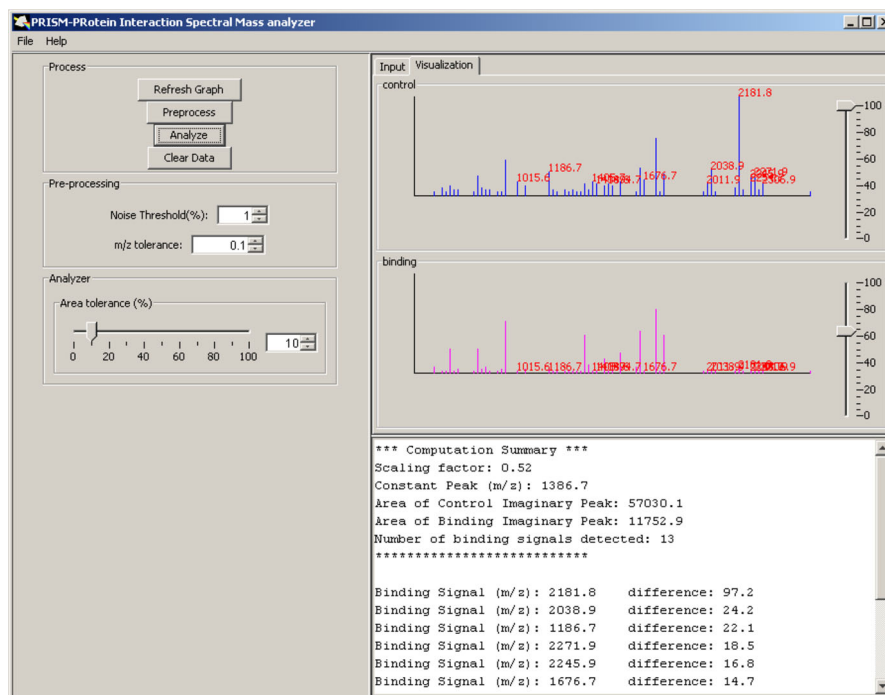 PRISM-PRotein Interaction Spectral Mass analyzer
File Help
Process
Refresh Graph
Preprocess
Analyze
Clear Data
Pre-processing
Noise Threshold(%): 1
m/z tolerance: 0.1
Analyzer
Area tolerance (%)
0 20 40 60 80 100
10
Input Visualization
control
2181.8
1186.7
1015.6
1676.7
2038.9
2011.9
2271.9
2306.9
100
80
60
40
20
0
binding
1015.6 1186.7 1676.7
100
80
60
40
20
0
*** Computation Summary ***
Scaling factor: 0.52
Constant Peak (m/z): 1386.7
Area of Control Imaginary Peak: 57030.1
Area of Binding Imaginary Peak: 11752.9
Number of binding signals detected: 13
***************************
Binding Signal (m/z): 2181.8 difference: 97.2
Binding Signal (m/z): 2038.9 difference: 24.2
Binding Signal (m/z): 1186.7 difference: 22.1
Binding Signal (m/z): 2271.9 difference: 18.5
Binding Signal (m/z): 2245.9 difference: 16.8
Binding Signal (m/z): 1676.7 difference: 14.7